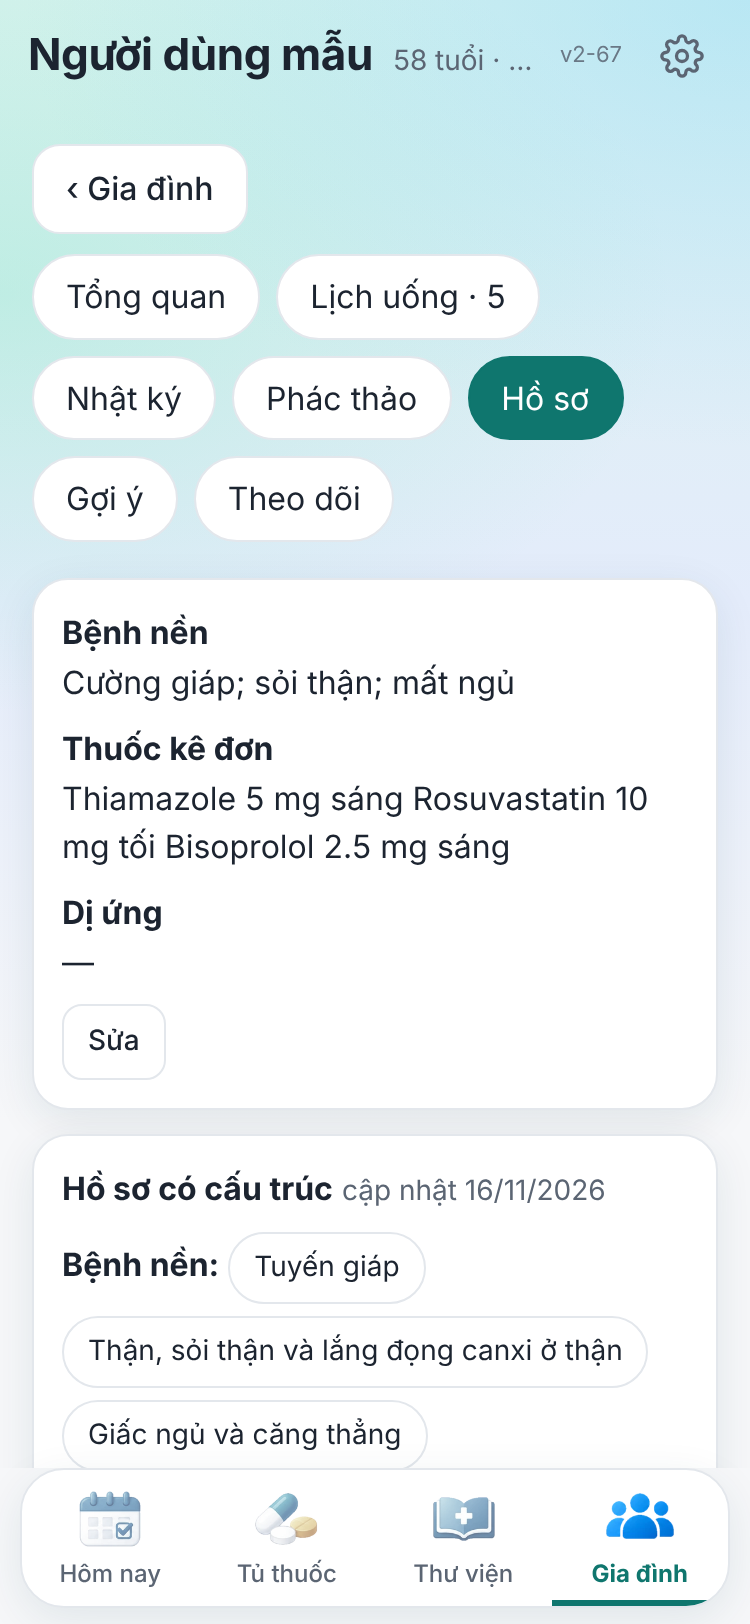 Người dùng mẫu 58 tuổi · ... v2-67
‹ Gia đình
Tổng quan
Lịch uống · 5
Nhật ký
Phác thảo
Hồ sơ
Gợi ý
Theo dõi
Bệnh nền
Cường giáp; sỏi thận; mất ngủ
Thuốc kê đơn
Thiamazole 5 mg sáng Rosuvastatin 10
mg tối Bisoprolol 2.5 mg sáng
Dị ứng
—
Sửa
Hồ sơ có cấu trúc cập nhật 16/11/2026
Bệnh nền: Tuyến giáp
Thận, sỏi thận và lắng đọng canxi ở thận
Giấc ngủ và căng thẳng
Hôm nay
Tủ thuốc
Thư viện
Gia đình